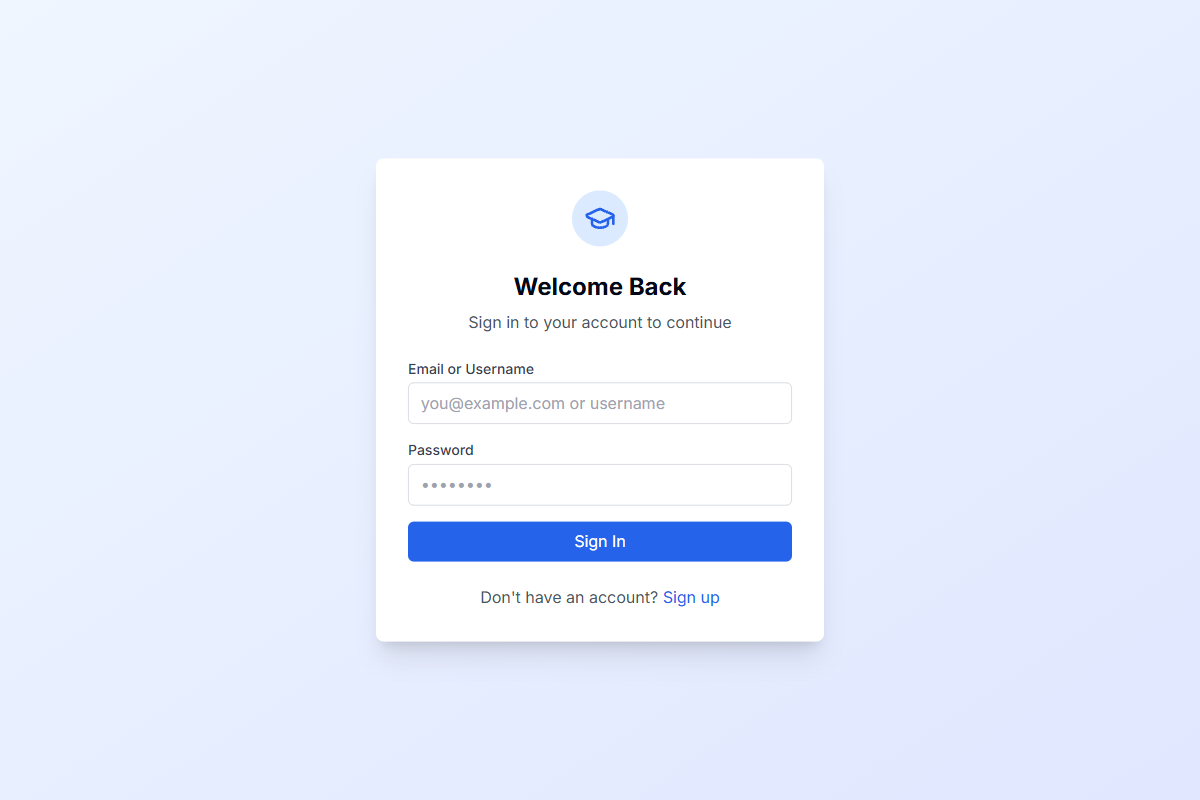 Welcome Back
Sign in to your account to continue
Email or Username
you@example.com or username
Password
••••••••
Sign In
Don't have an account? Sign up